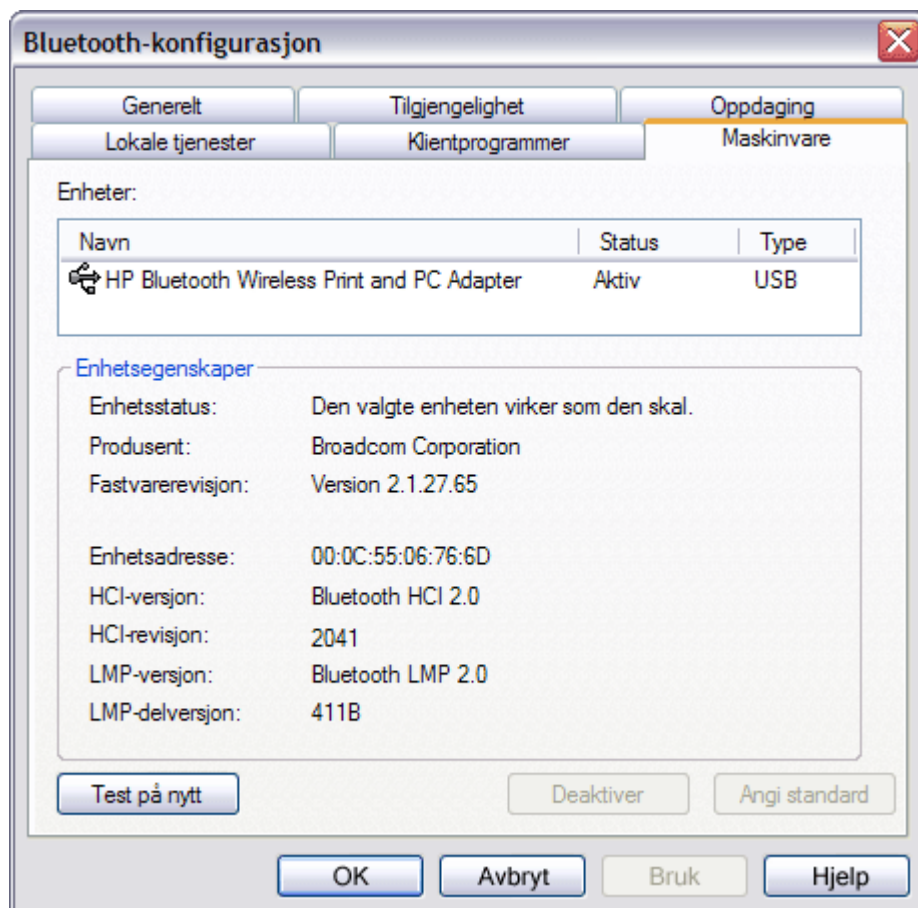 Bluetooth-konfigurasjon
Generelt Tilgjengelighet Oppdaging
Lokale tjenester Klientprogrammer Maskinvare
Enheter:
Navn Status Type
HP Bluetooth Wireless Print and PC Adapter Aktiv USB
Enhetsegenskaper
Enhetsstatus: Den valgte enheten virker som den skal.
Produsent: Broadcom Corporation
Fastvarerevisjon: Version 2.1.27.65
Enhetsadresse: 00:0C:55:06:76:6D
HCI-versjon: Bluetooth HCI 2.0
HCI-revisjon: 2041
LMP-versjon: Bluetooth LMP 2.0
LMP-delversjon: 411B
Test på nytt Deaktiver Angi standard
OK Avbryt Bruk Hjelp